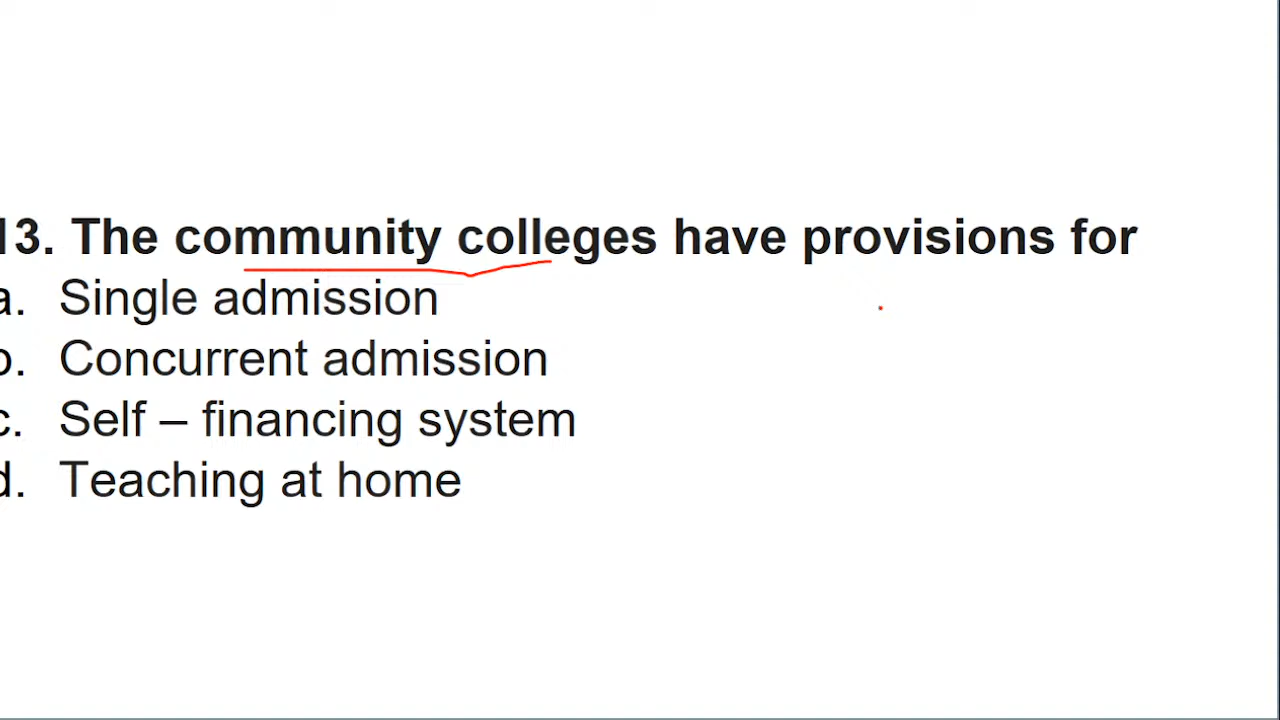 13. The community colleges have provisions for
a. Single admission
b. Concurrent admission
c. Self – financing system
d. Teaching at home